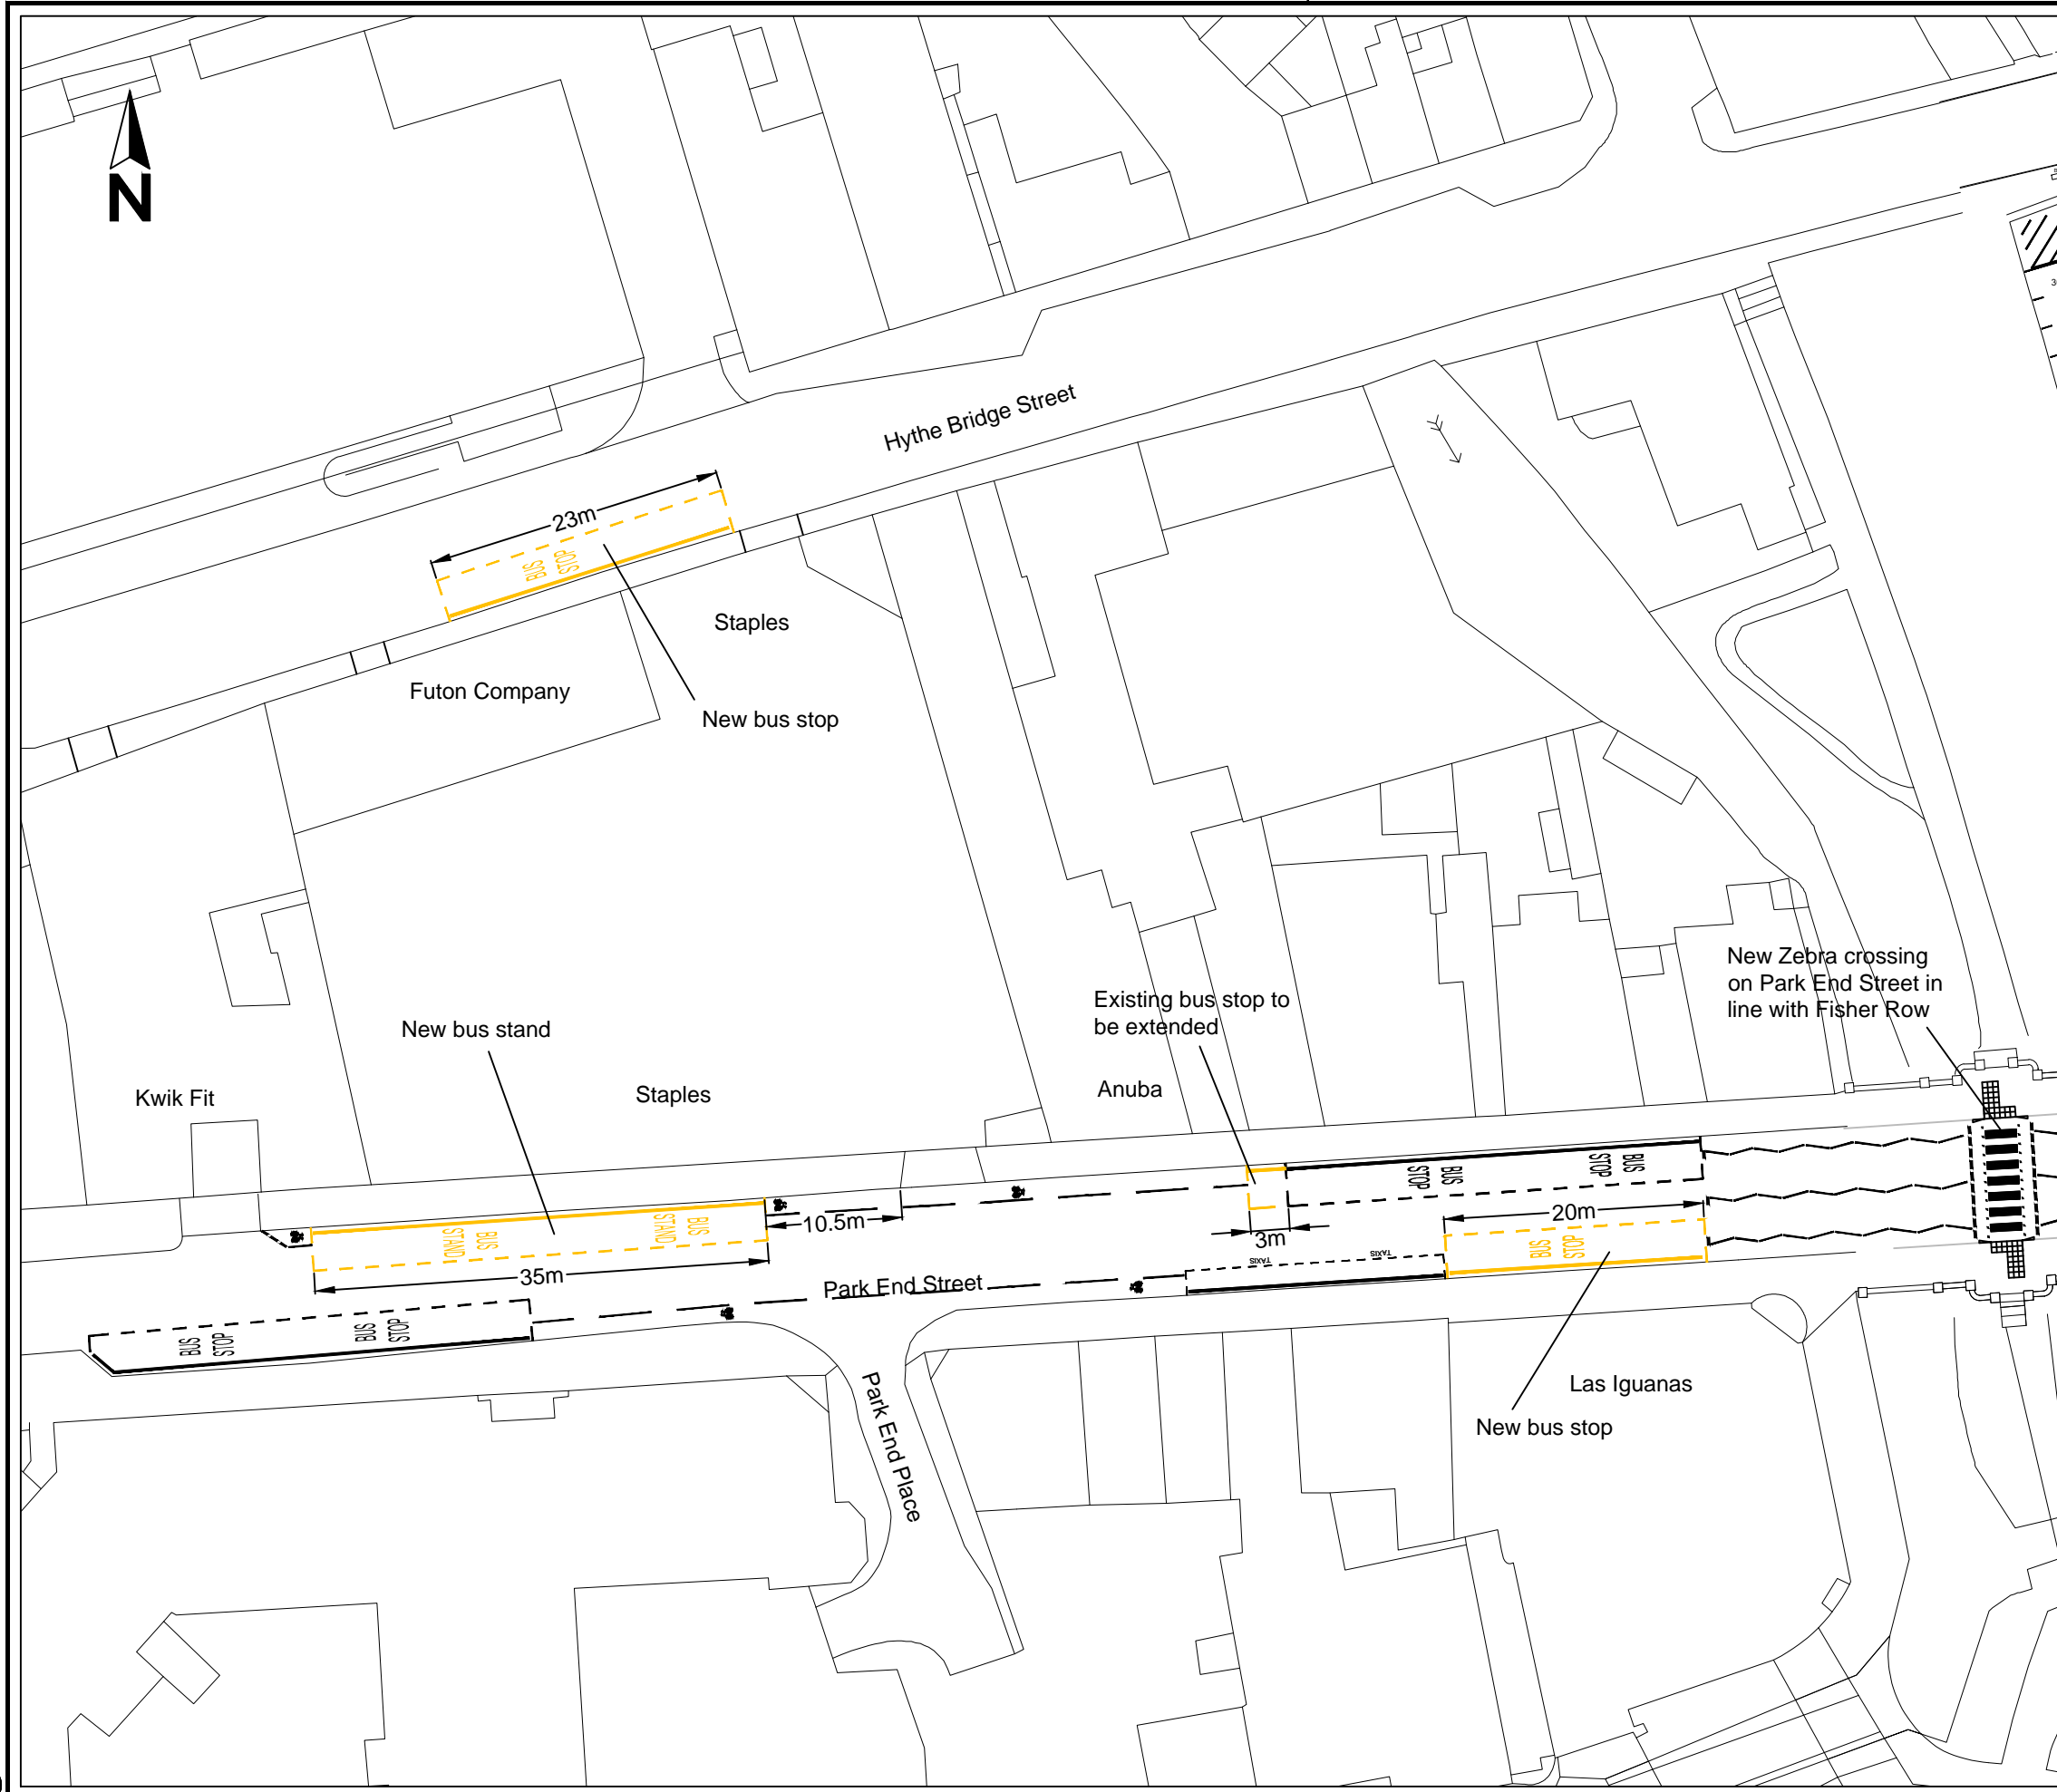 N
Hythe Bridge Street
23m
BUS
STOP
Staples
Futon Company
New bus stop
New Zebra crossing
on Park End Street in
line with Fisher Row
Existing bus stop to
be extended
New bus stand
Kwik Fit
Staples
Anuba
BUS
STOP
BUS
STOP
BUS
STAND
BUS
STAND
10.5m
20m
3m
BUS
STOP
TAXIS
TAXIS
35m
Park End Street
BUS
STOP
BUS
STOP
Park End Place
Las Iguanas
New bus stop